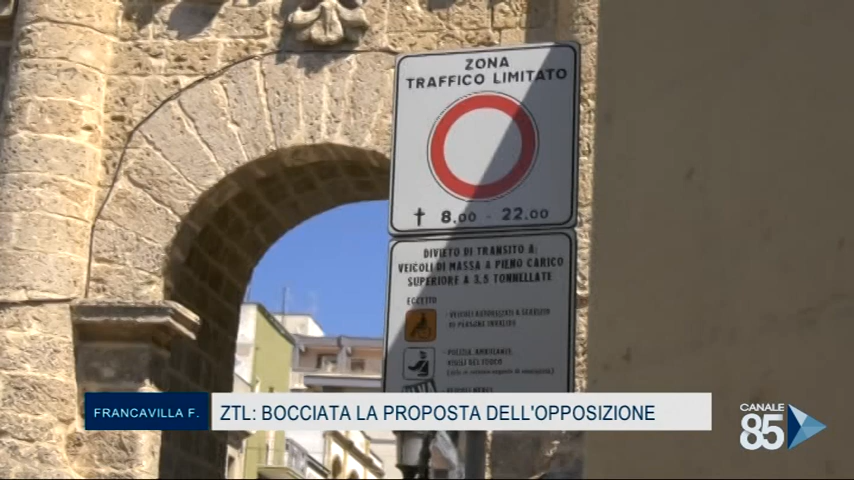 ZONA
TRAFFICO LIMITATO
8.00 - 22.00
DIVIETO DI TRANSITO A:
VEICOLI DI MASSA A PIENO CARICO
SUPERIORE A 3,5 TONNELLATE
ECCETTO
- VEICOLI AUTORIZZATI A SERVIZIO
DI PERSONE INVALIDE
- POLIZIA, AMBULANZE,
VIGILI DEL FUOCO
FRANCAVILLA F.
ZTL: BOCCIATA LA PROPOSTA DELL'OPPOSIZIONE
CANALE
85